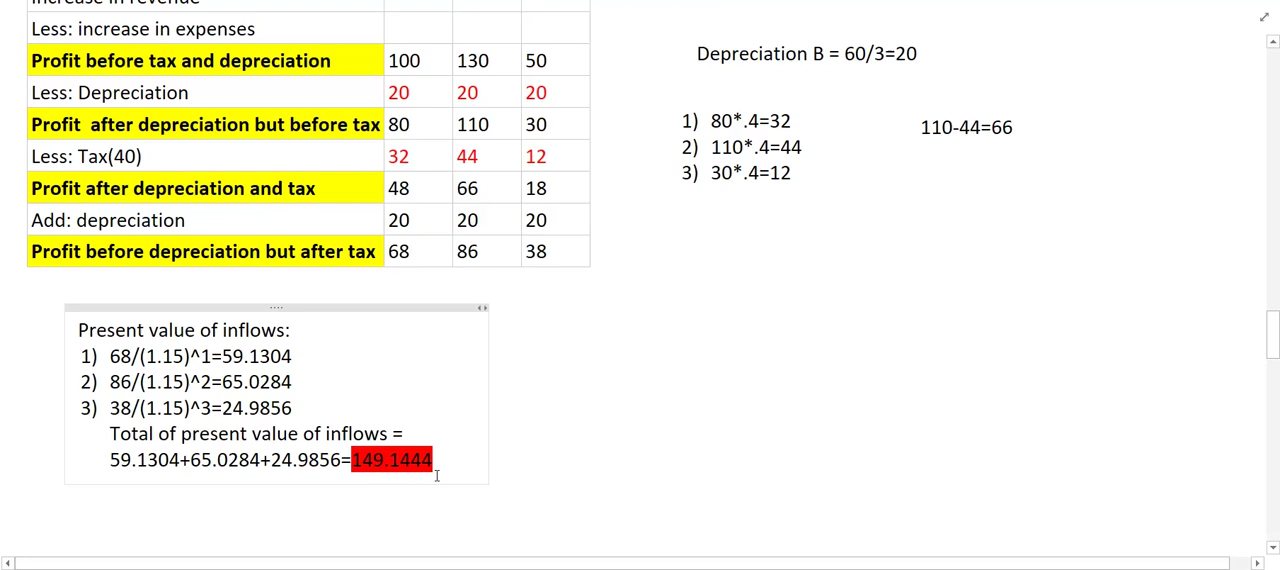 Increase in revenue
Less: increase in expenses
Profit before tax and depreciation 100 130 50
Less: Depreciation 20 20 20
Profit  after depreciation but before tax 80 110 30
Less: Tax(40) 32 44 12
Profit after depreciation and tax 48 66 18
Add: depreciation 20 20 20
Profit before depreciation but after tax 68 86 38
Depreciation B = 60/3=20
1) 80*.4=32
2) 110*.4=44
3) 30*.4=12
110-44=66
Present value of inflows:
1) 68/(1.15)^1=59.1304
2) 86/(1.15)^2=65.0284
3) 38/(1.15)^3=24.9856
Total of present value of inflows =
59.1304+65.0284+24.9856=149.1444